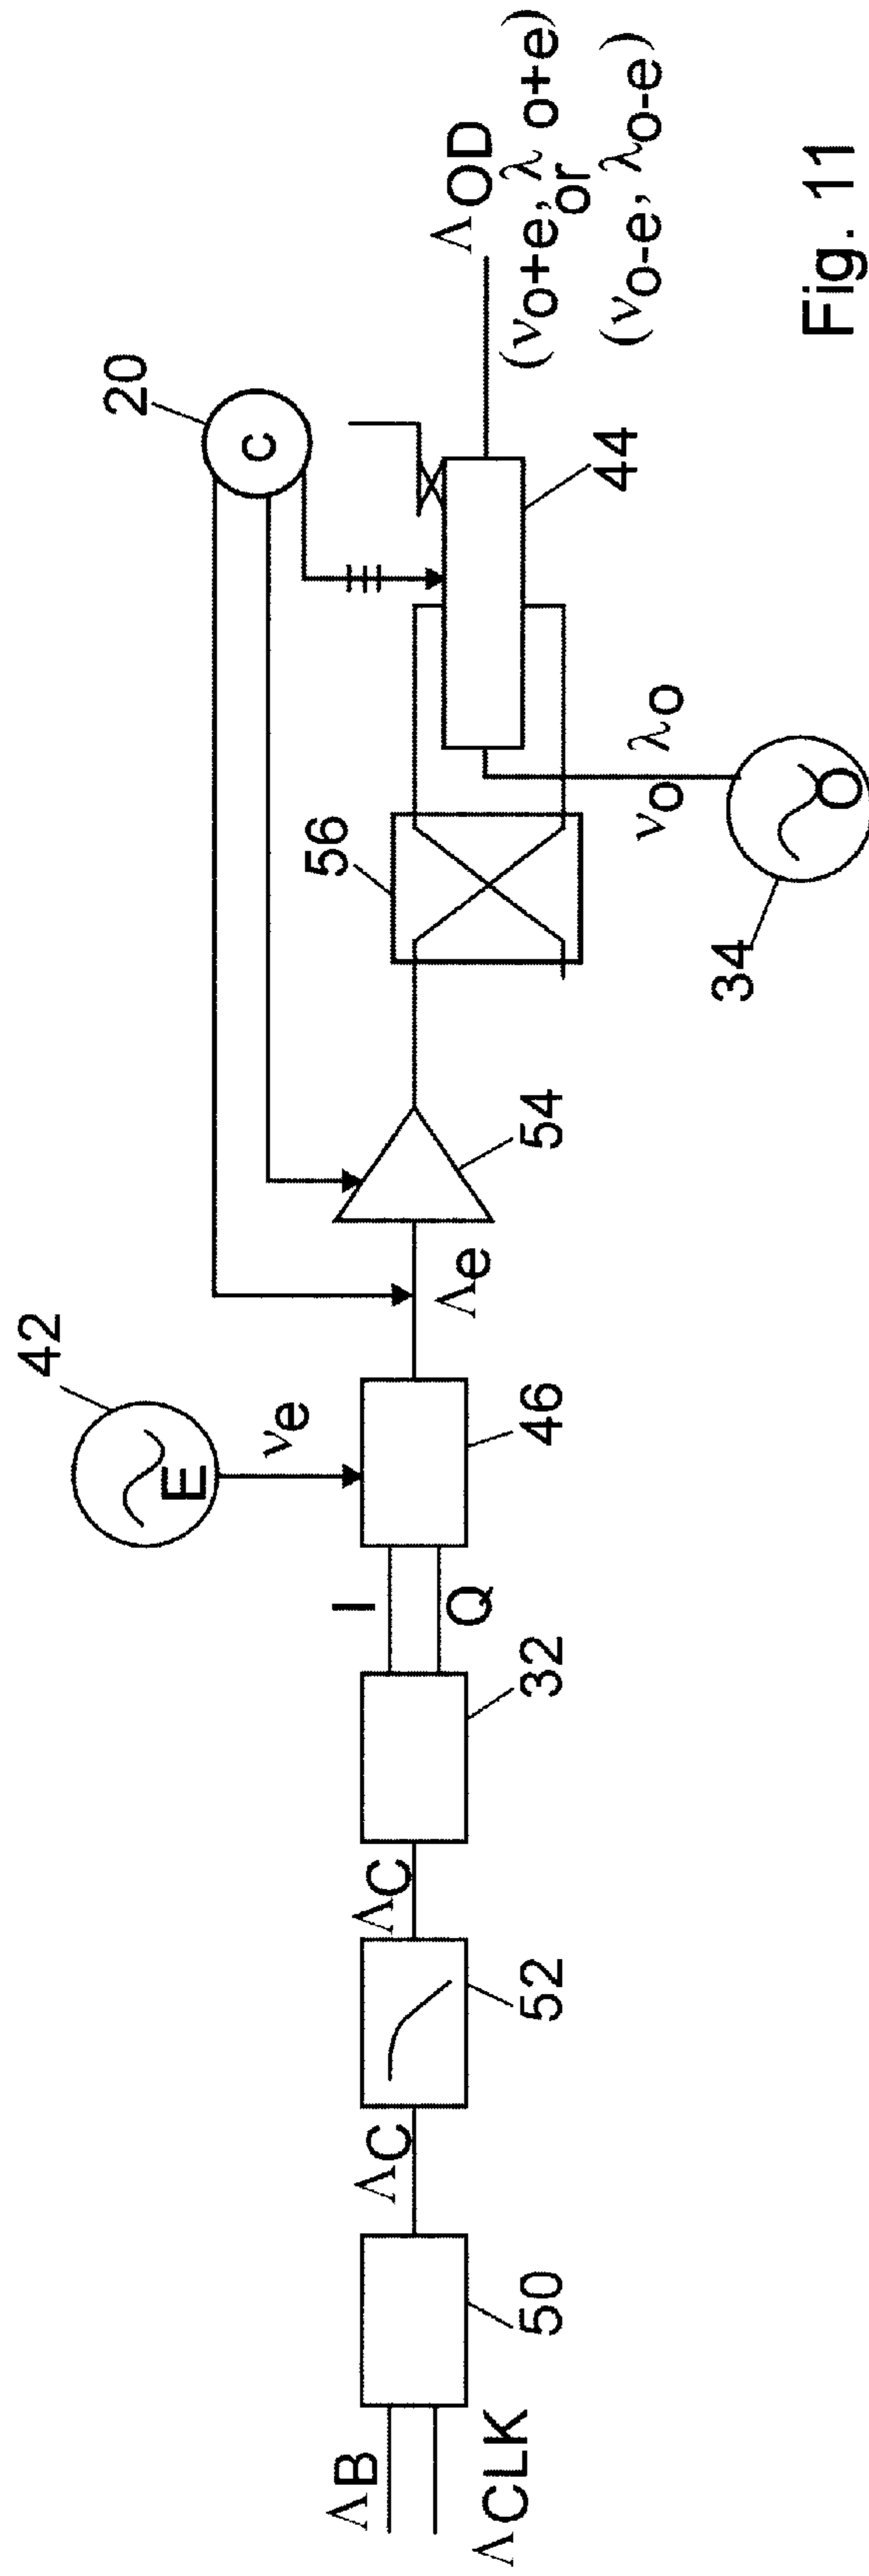 ΛB
ΛCLK
50
ΛC
52
ΛC
32
I
Q
46
42
E
νe
Λe
54
56
20
C
44
34
O
νo λo
ΛOD
(νo+e, λo+e)
or
(νo-e, λo-e)
Fig. 11